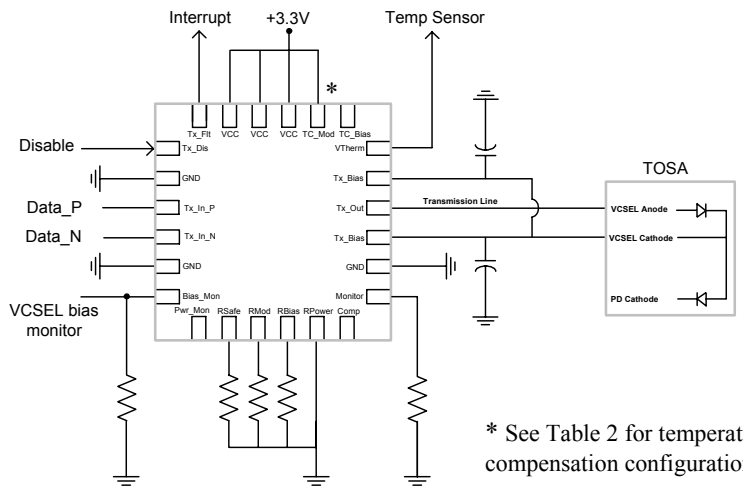 Interrupt
+3.3V
Temp Sensor
*
Tx_Flt
VCC
VCC
VCC
TC_Mod
TC_Bias
Disable
Tx_Dis
VTherm
GND
Tx_Bias
TOSA
Data_P
Tx_In_P
Tx_Out
Transmission Line
VCSEL Anode
Data_N
Tx_In_N
Tx_Bias
VCSEL Cathode
GND
GND
Bias_Mon
Monitor
PD Cathode
VCSEL bias
monitor
Pwr_Mon
RSafe
RMod
RBias
RPower
Comp
* See Table 2 for temperat
compensation configuration